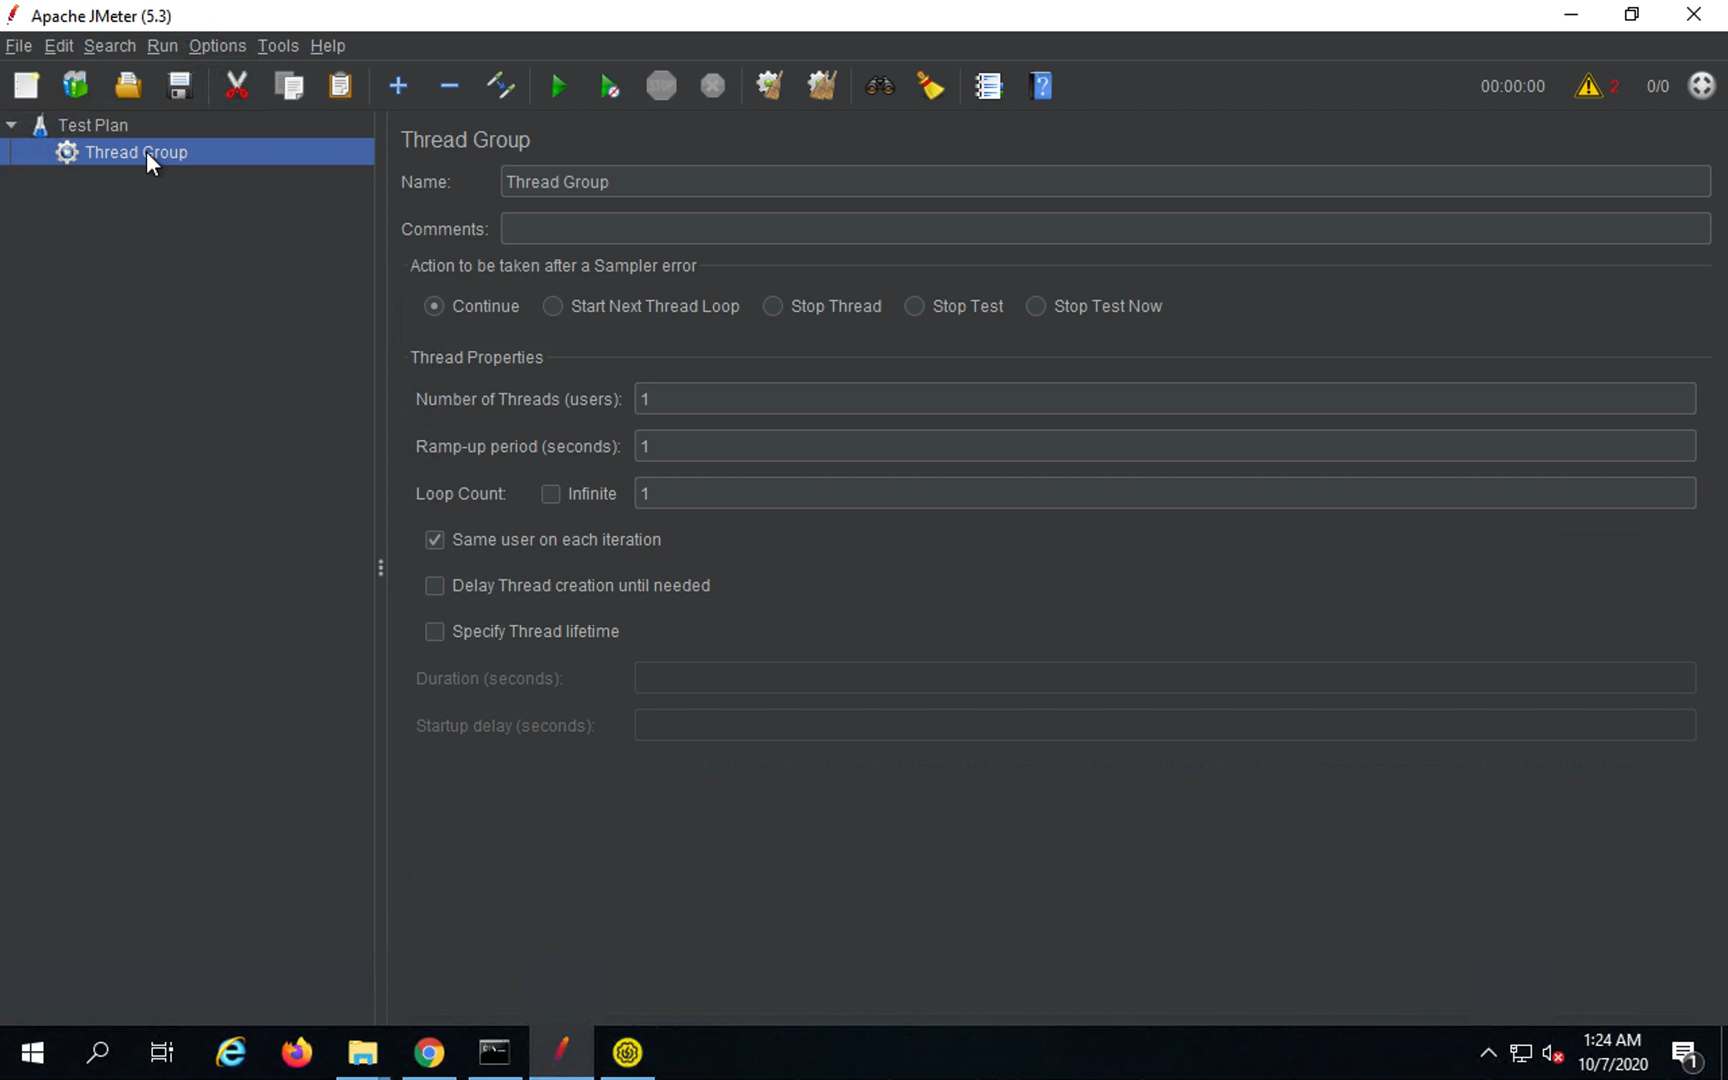 Apache JMeter (5.3)
File Edit Search Run Options Tools Help
STOP
00:00:00 2 0/0
Test Plan
Thread Group
Thread Group
Name: Thread Group
Comments:
Action to be taken after a Sampler error
Continue Start Next Thread Loop Stop Thread Stop Test Stop Test Now
Thread Properties
Number of Threads (users): 1
Ramp-up period (seconds): 1
Loop Count: Infinite 1
Same user on each iteration
Delay Thread creation until needed
Specify Thread lifetime
Duration (seconds):
Startup delay (seconds):
1:24 AM
10/7/2020
1